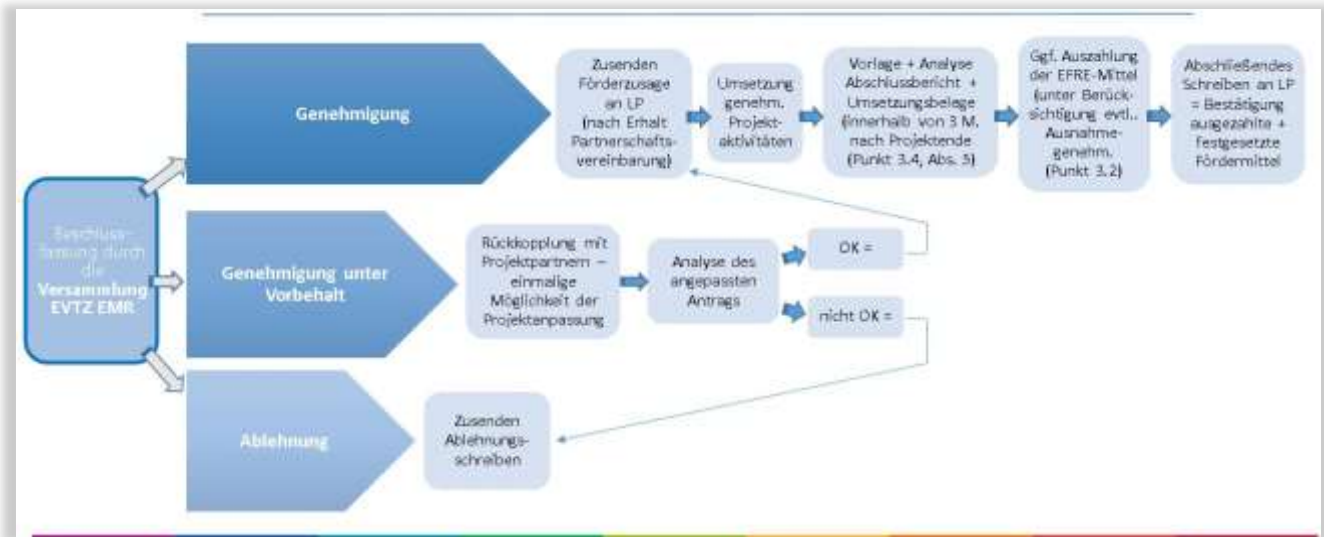 Beschluss-
fassung durch
die
Versammlung
EVTZ EMR
Genehmigung
Zusenden
Förderzusage
an LP
(nach Erhalt
Partnerschafts-
vereinbarung)
Umsetzung
genehm.
Projekt-
aktivitäten
Vorlage + Analyse
Abschlussbericht +
Umsetzungsbelege
(innerhalb von 3 M.
nach Projektende
(Punkt 3.4, Abs. 5)
Ggf. Auszahlung
der EFRE-Mittel
(unter Berück-
sichtigung evtl.
Ausnahme-
genehm.
(Punkt 3.2)
Abschließendes
Schreiben an LP
= Bestätigung
ausgezahlte +
festgesetzte
Fördermittel
Genehmigung unter
Vorbehalt
Rückkopplung mit
Projektpartnern –
einmalige
Möglichkeit der
Projektanpassung
Analyse des
angepassten
Antrags
OK =
nicht OK =
Ablehnung
Zusenden
Ablehnungs-
schreiben